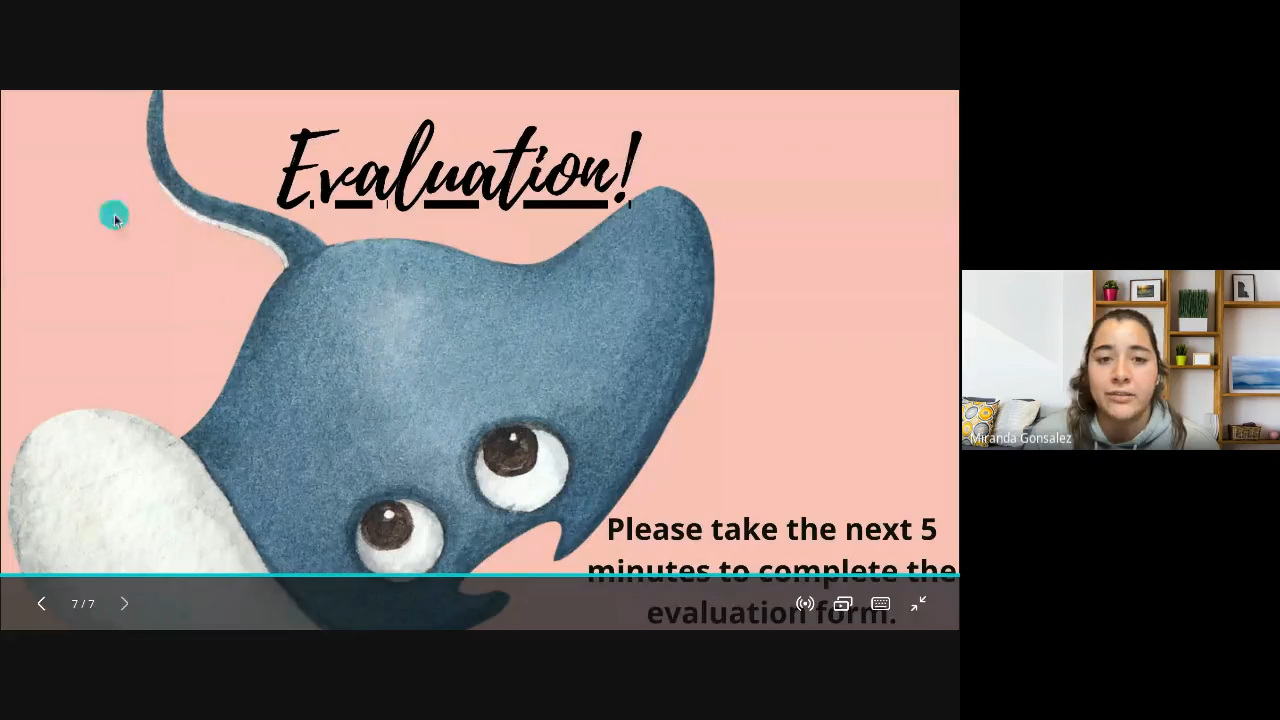 Evaluation!
Please take the next 5
minutes to complete the
evaluation form.
7 / 7
Miranda Gonsalez